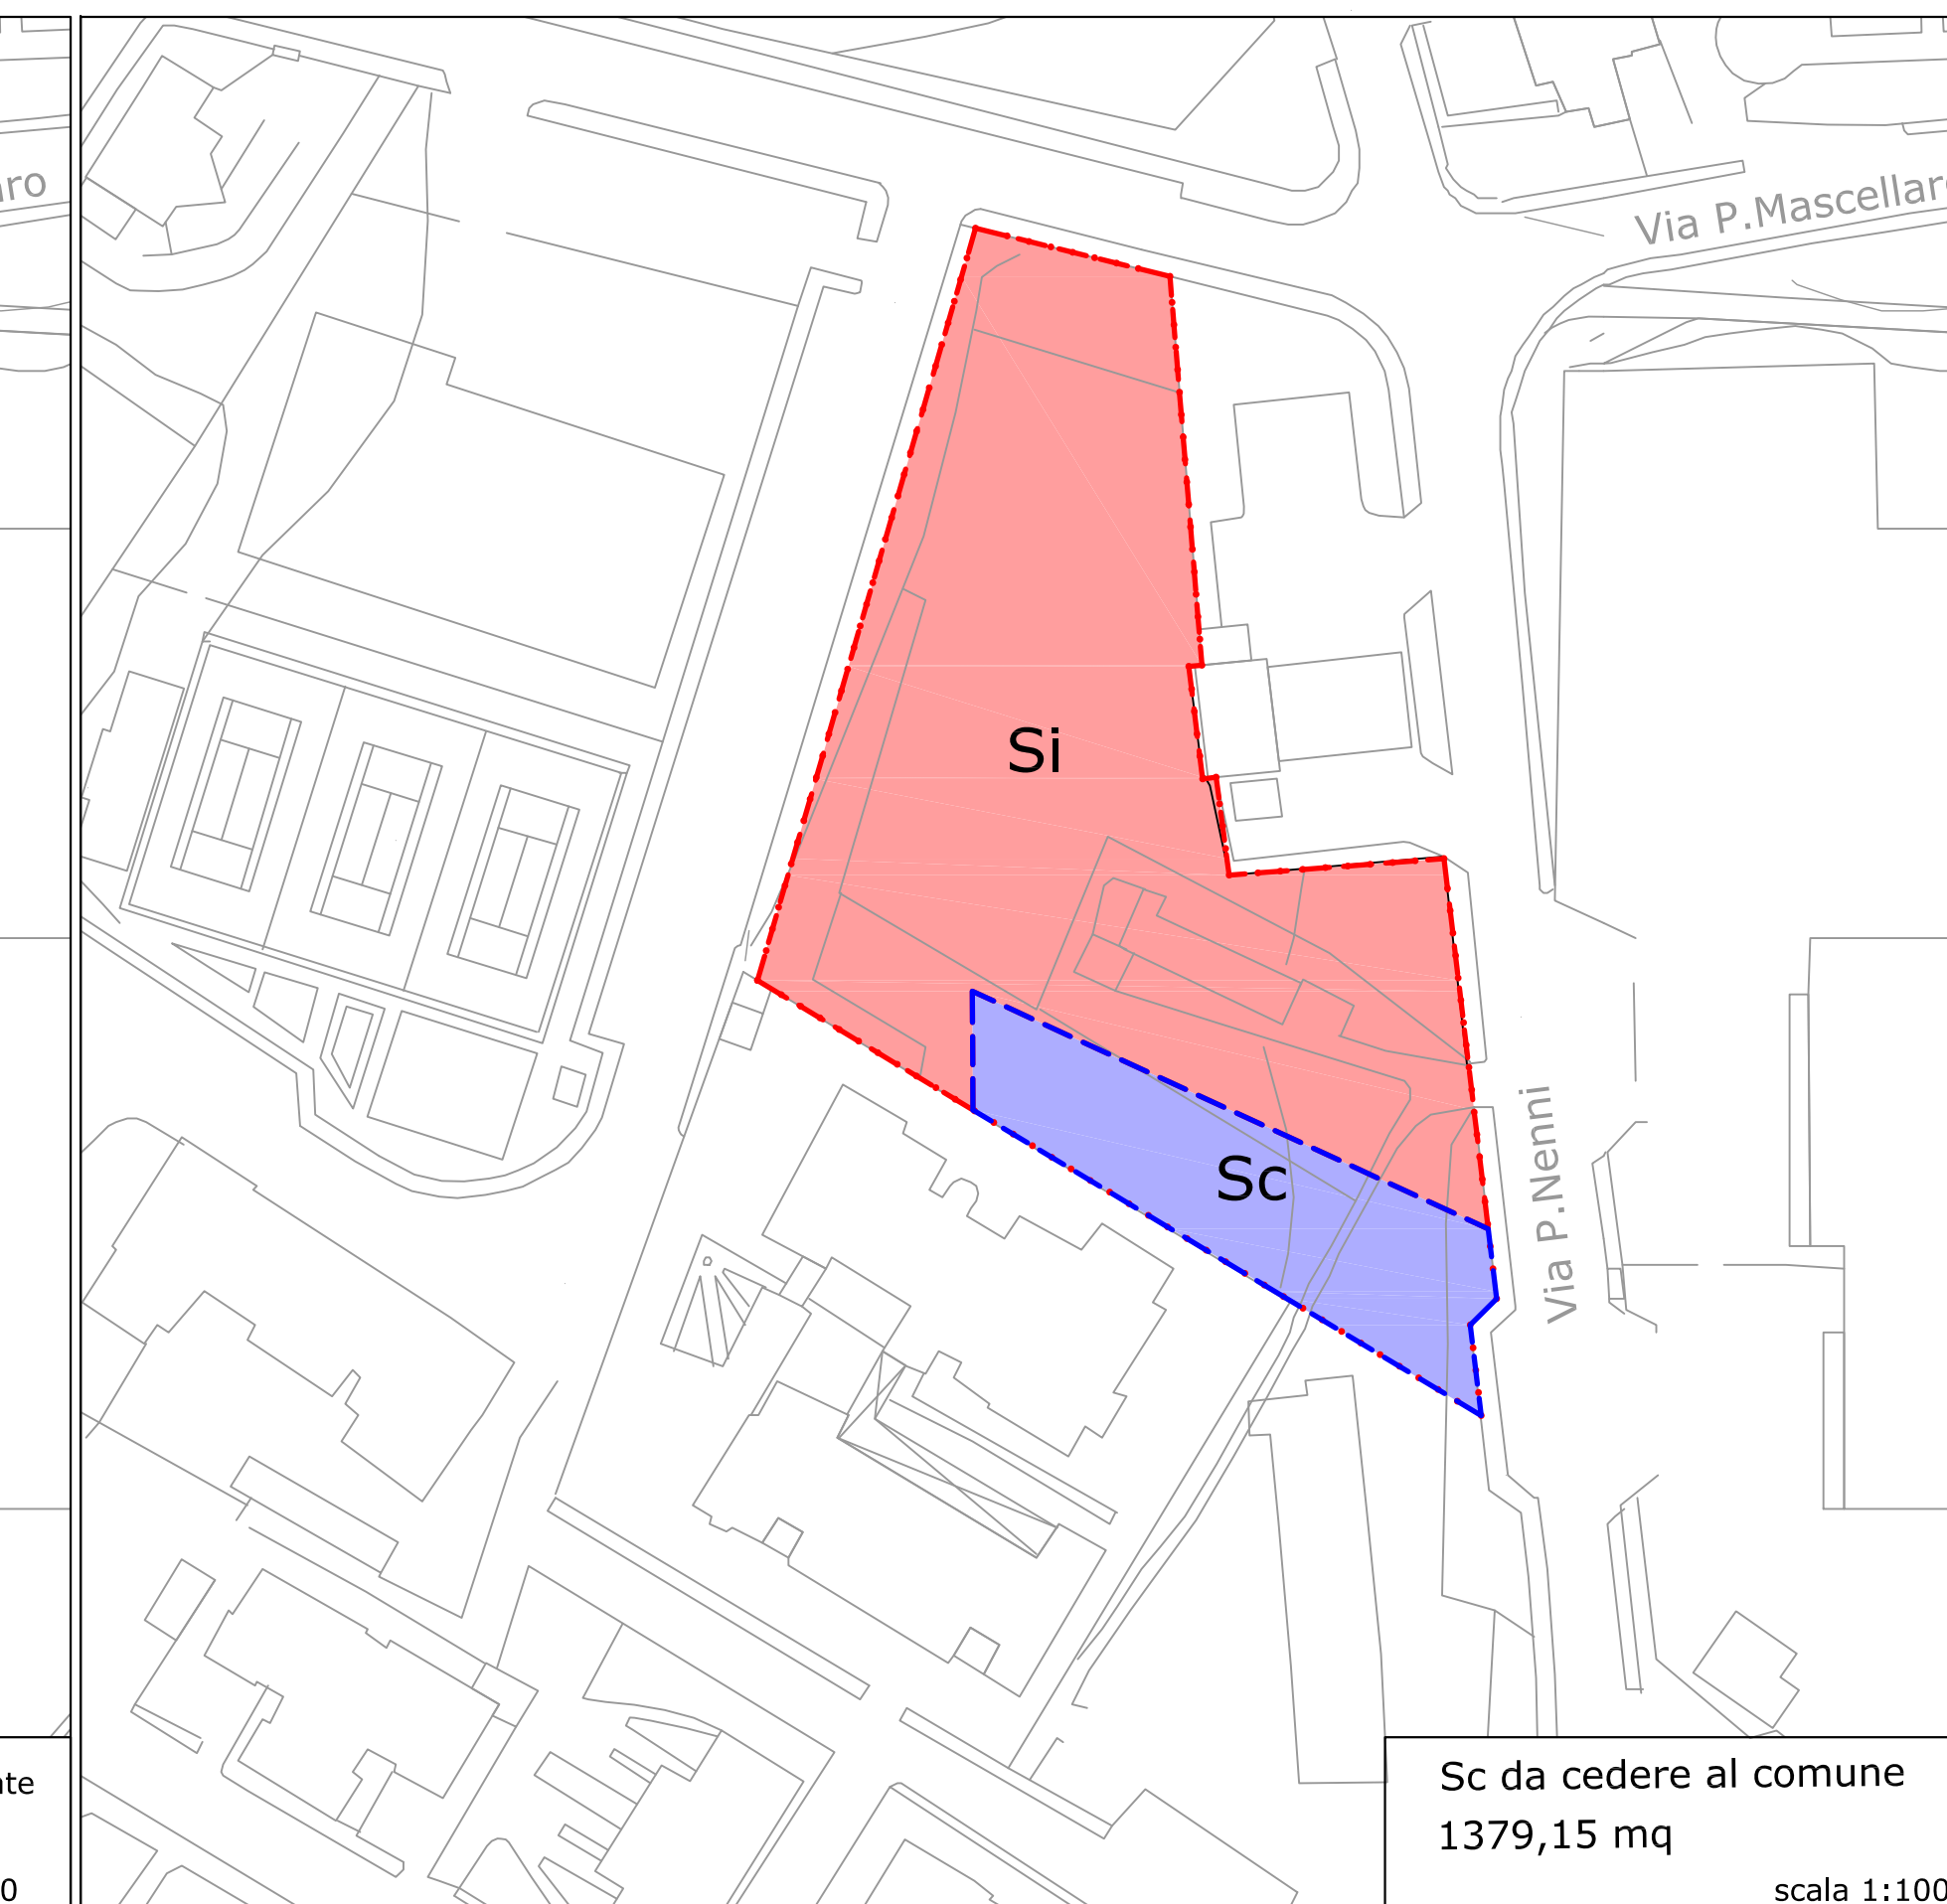 Via P.Mascellar
Si
Sc
Via P.Nenni
Sc da cedere al comune
1379,15 mq
scala 1:100